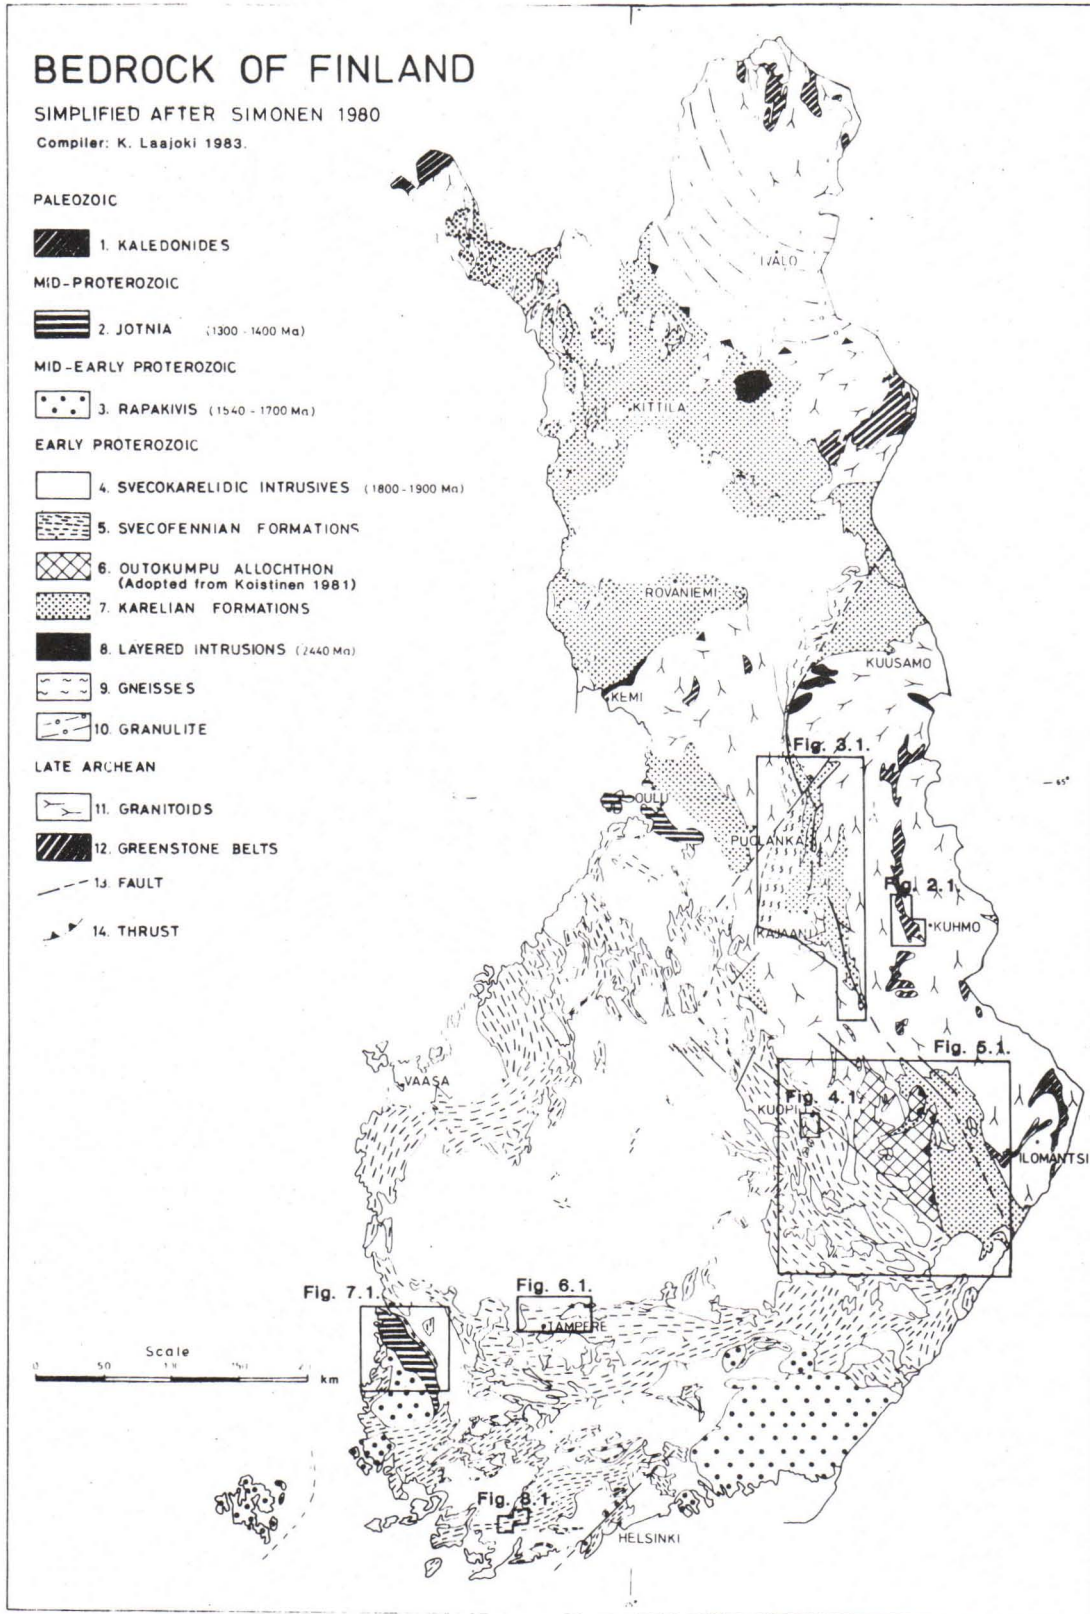 BEDROCK OF FINLAND
SIMPLIFIED AFTER SIMONEN 1980
Compiler: K. Laajoki 1983.
PALEOZOIC
1. KALEDONIDES
MID-PROTEROZOIC
2. JOTNIA (1300 - 1400 Ma)
MID-EARLY PROTEROZOIC
3. RAPAKIVIS (1540 - 1700 Ma)
EARLY PROTEROZOIC
4. SVECOKARELIDIC INTRUSIVES (1800-1900 Ma)
5. SVECOFENNIAN FORMATIONS
6. OUTOKUMPU ALLOCHTHON
(Adopted from Koistinen 1981)
7. KARELIAN FORMATIONS
8. LAYERED INTRUSIONS (2440 Ma)
9. GNEISSES
10. GRANULITE
LATE ARCHEAN
11. GRANITOIDS
12. GREENSTONE BELTS
13. FAULT
14. THRUST
IVALO
KITTILA
ROVANIEMI
KUUSAMO
KEMI
Fig. 3.1.
65°
OULU
PUOLANKA
Fig. 2.1.
KUHMO
KAJAANI
Fig. 5.1.
VAASA
Fig. 4.1.
KUOPIO
ILOMANTSI
Fig. 7.1.
Fig. 6.1.
TAMPERE
Scale
0 50 km
Fig. 8.1.
HELSINKI